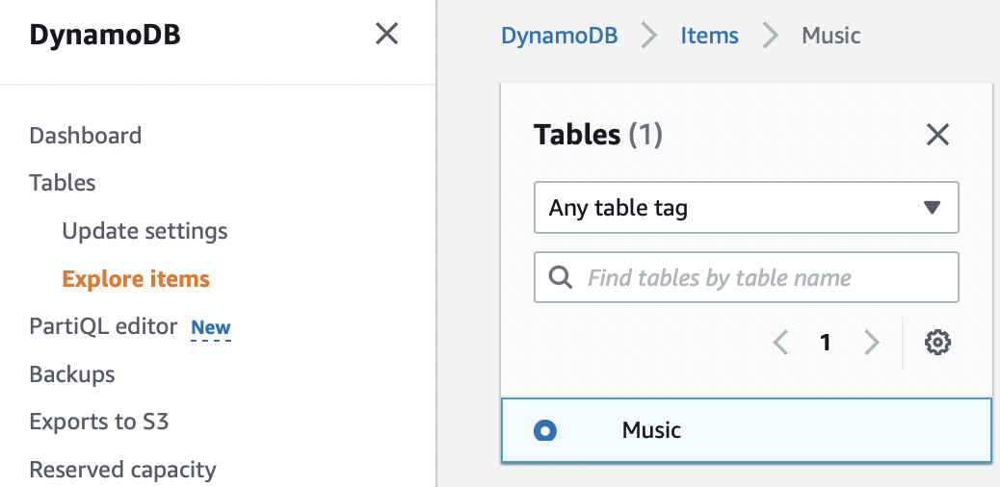 DynamoDB
Dashboard
Tables
Update settings
Explore items
PartiQL editor New
Backups
Exports to S3
Reserved capacity
DynamoDB Items Music
Tables (1)
Any table tag
Find tables by table name
1
Music